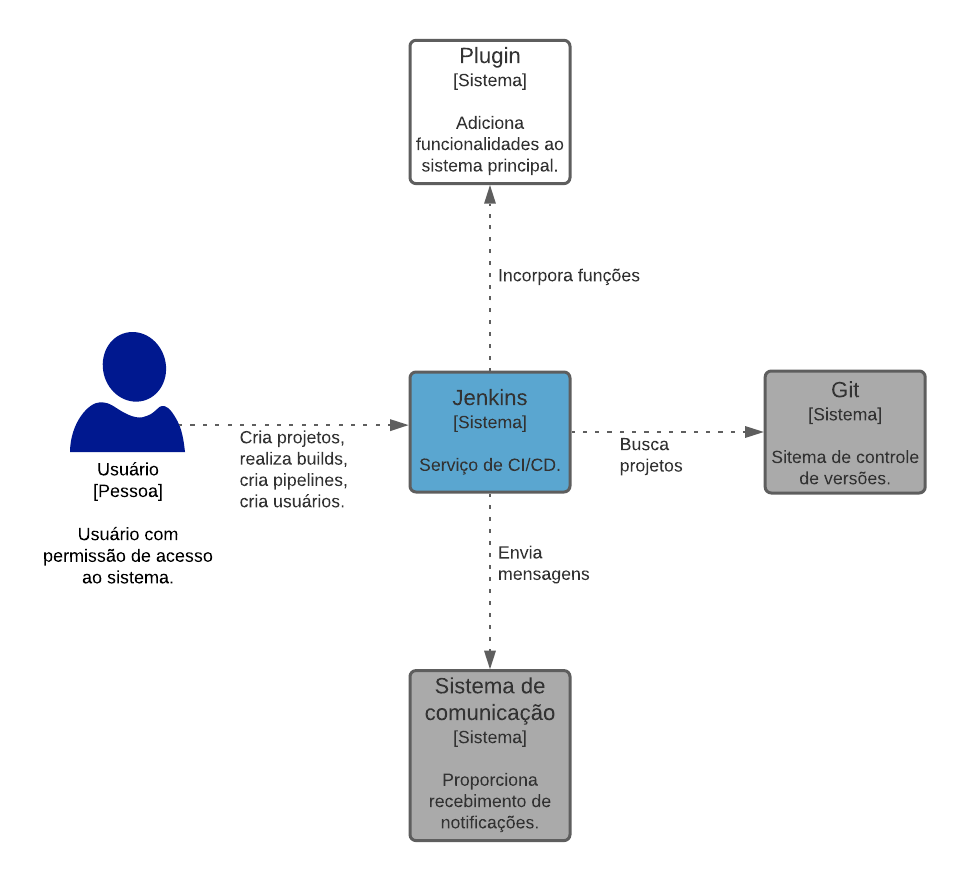 Plugin
[Sistema]
Adiciona
funcionalidades ao
sistema principal.
Incorpora funções
Usuário
[Pessoa]
Usuário com
permissão de acesso
ao sistema.
Cria projetos,
realiza builds,
cria pipelines,
cria usuários.
Jenkins
[Sistema]
Serviço de CI/CD.
Busca
projetos
Git
[Sistema]
Sitema de controle
de versões.
Envia
mensagens
Sistema de
comunicação
[Sistema]
Proporciona
recebimento de
notificações.